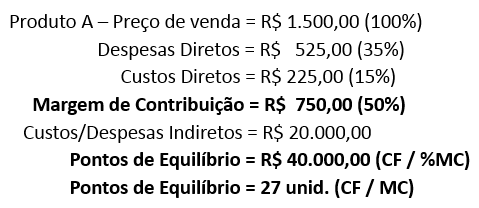 Produto A – Preço de venda = R$ 1.500,00 (100%)
Despesas Diretos = R$ 525,00 (35%)
Custos Diretos = R$ 225,00 (15%)
Margem de Contribuição = R$ 750,00 (50%)
Custos/Despesas Indiretos = R$ 20.000,00
Pontos de Equilíbrio = R$ 40.000,00 (CF / %MC)
Pontos de Equilíbrio = 27 unid. (CF / MC)